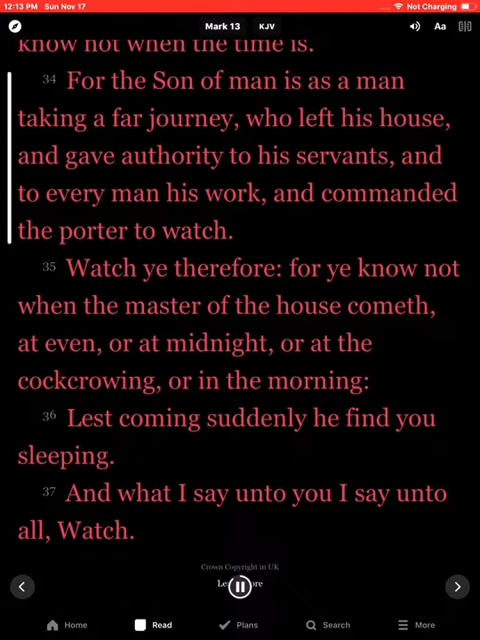 12:13 PM Sun Nov 17 Not Charging
Mark 13 KJV Aa
know not when the time is.
34 For the Son of man is as a man
taking a far journey, who left his house,
and gave authority to his servants, and
to every man his work, and commanded
the porter to watch.
35 Watch ye therefore: for ye know not
when the master of the house cometh,
at even, or at midnight, or at the
cockcrowing, or in the morning:
36 Lest coming suddenly he find you
sleeping.
37 And what I say unto you I say unto
all, Watch.
Crown Copyright in UK
Home Read Plans Search More